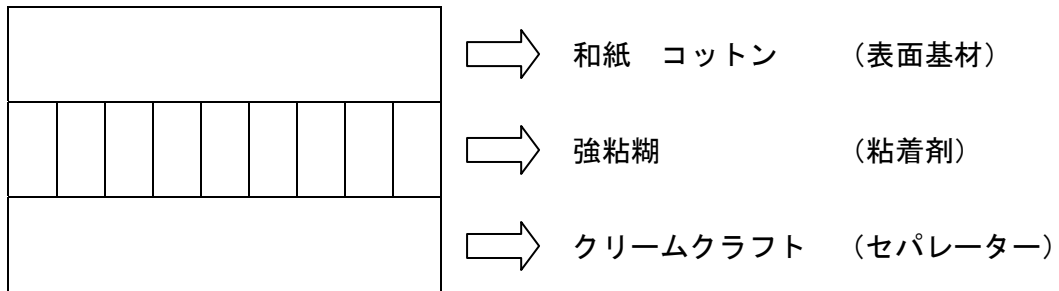 和紙　コットン　　（表面基材）
強粘糊　　　　　　（粘着剤）
クリームクラフト　（セパレーター）